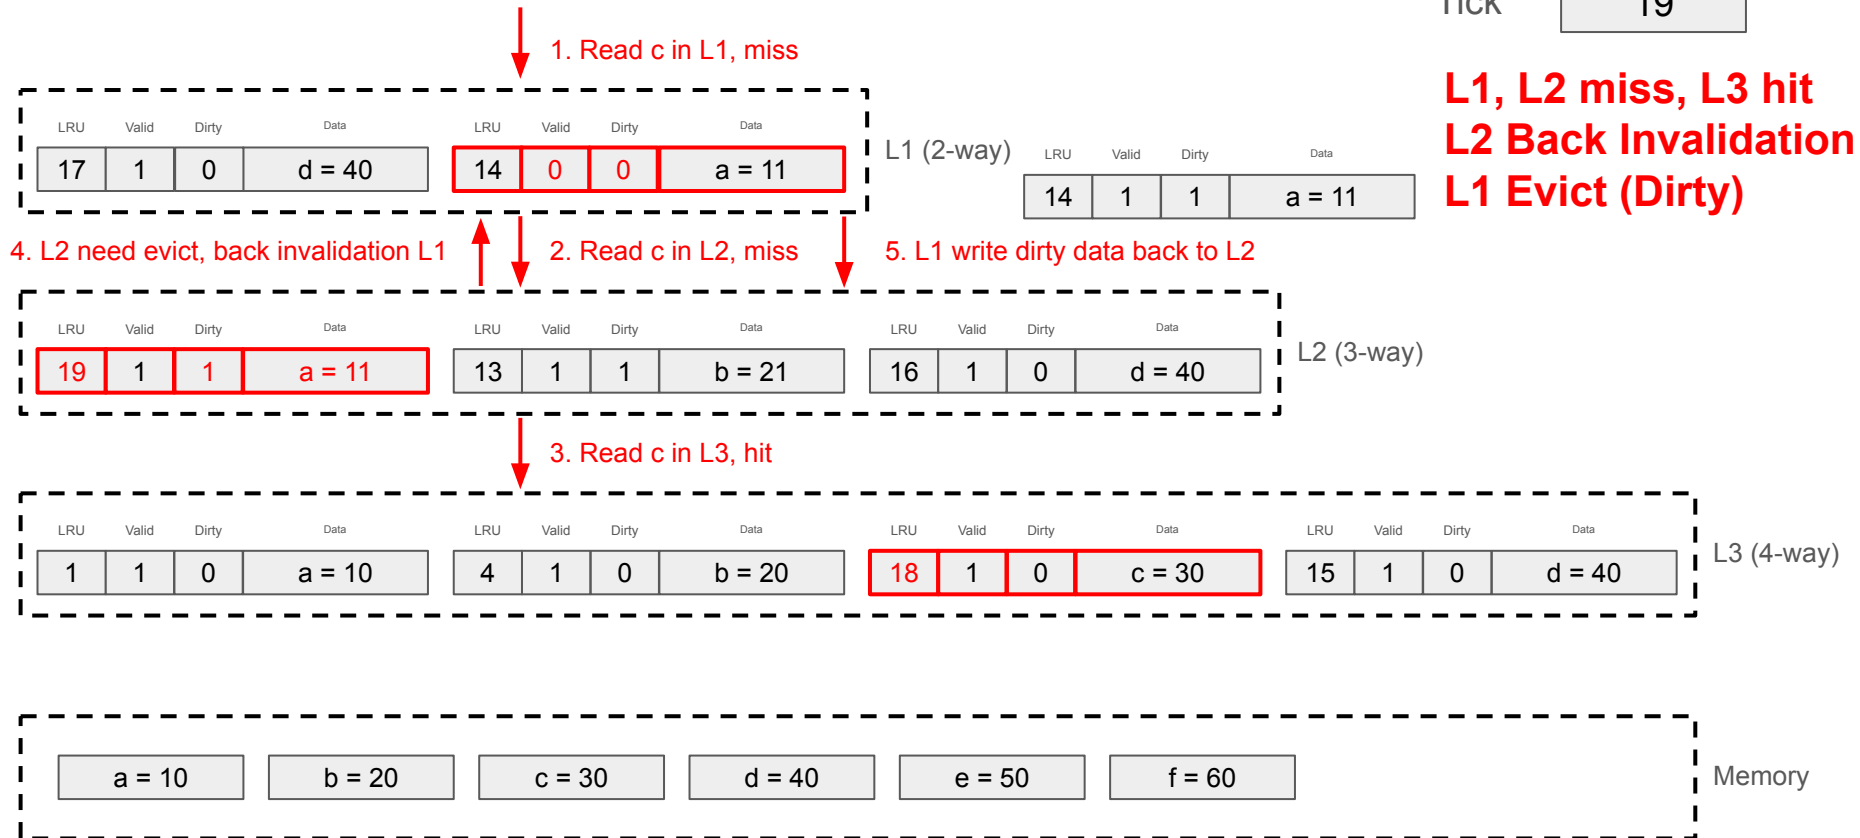 Tick 19
1. Read c in L1, miss
L1, L2 miss, L3 hit
L2 Back Invalidation
L1 Evict (Dirty)
LRU Valid Dirty Data LRU Valid Dirty Data
17 1 0 d = 40 14 0 0 a = 11
L1 (2-way)
LRU Valid Dirty Data
14 1 1 a = 11
4. L2 need evict, back invalidation L1
2. Read c in L2, miss
5. L1 write dirty data back to L2
LRU Valid Dirty Data LRU Valid Dirty Data LRU Valid Dirty Data
19 1 1 a = 11 13 1 1 b = 21 16 1 0 d = 40
L2 (3-way)
3. Read c in L3, hit
LRU Valid Dirty Data LRU Valid Dirty Data LRU Valid Dirty Data LRU Valid Dirty Data
1 1 0 a = 10 4 1 0 b = 20 18 1 0 c = 30 15 1 0 d = 40
L3 (4-way)
a = 10 b = 20 c = 30 d = 40 e = 50 f = 60
Memory